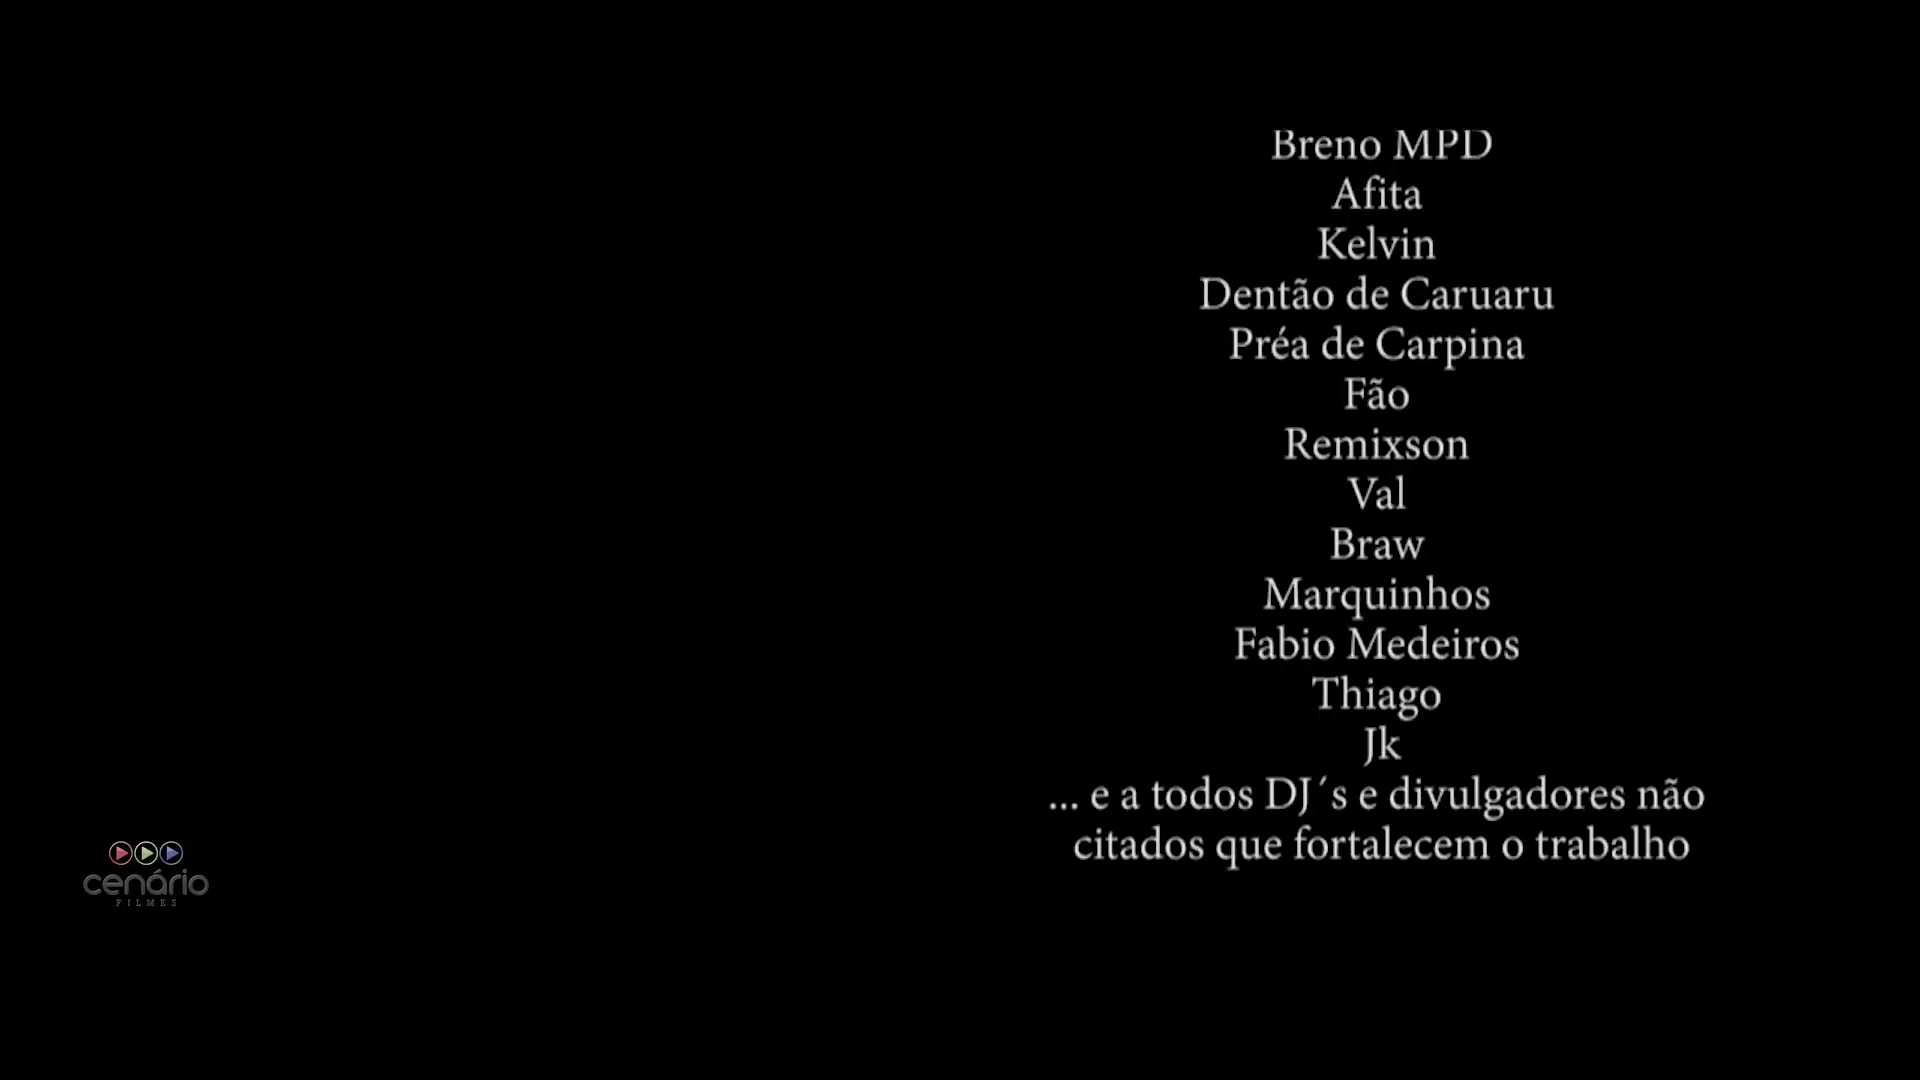 Breno MPD
Afita
Kelvin
Dentão de Caruaru
Préa de Carpina
Fão
Remixson
Val
Braw
Marquinhos
Fabio Medeiros
Thiago
Jk
... e a todos DJ´s e divulgadores não
citados que fortalecem o trabalho
cenário
FILMES